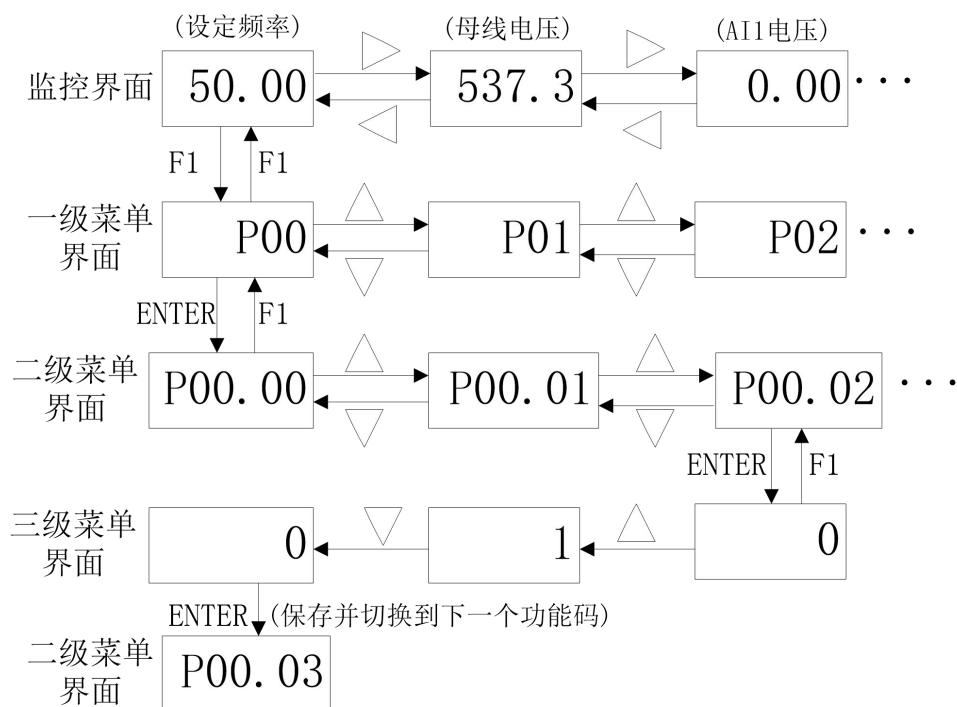 (设定频率) (母线电压) (AI1电压)
监控界面 50.00 537.3 0.00 ···
F1 F1
一级菜单
界面
P00 P01 P02 ···
ENTER F1
二级菜单
界面
P00.00 P00.01 P00.02 ···
ENTER F1
三级菜单
界面
0 1 0
ENTER (保存并切换到下一个功能码)
二级菜单
界面
P00.03